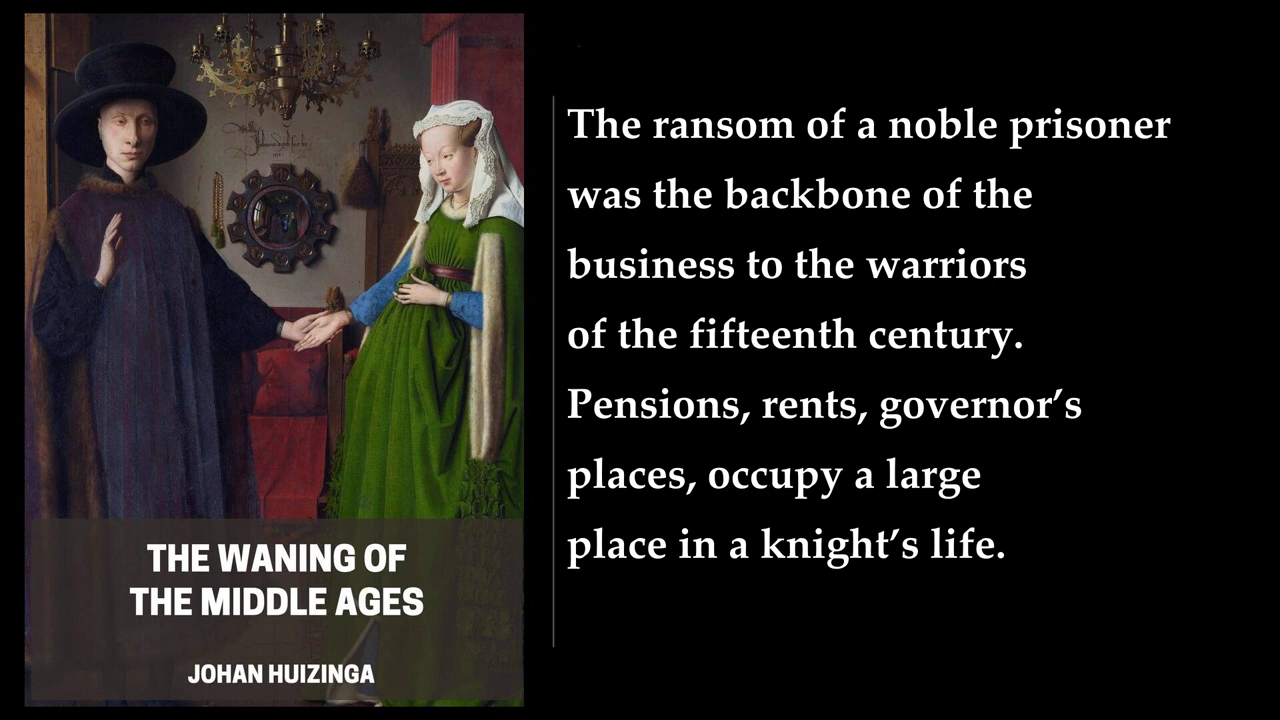 THE WANING OF
THE MIDDLE AGES
JOHAN HUIZINGA
The ransom of a noble prisoner
was the backbone of the
business to the warriors
of the fifteenth century.
Pensions, rents, governor’s
places, occupy a large
place in a knight’s life.